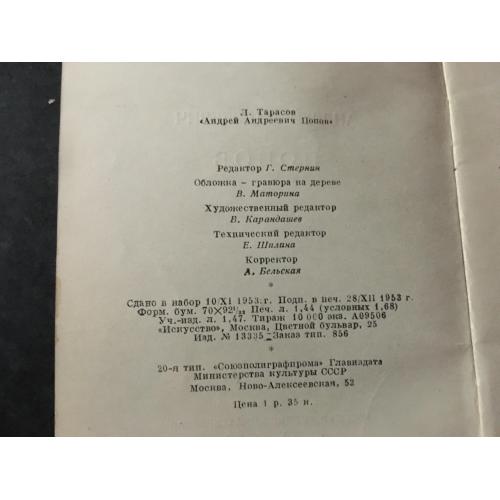 Л. Тарасов
«Андрей Андреевич Попов»
Редактор Г. Стернин
Обложка – гравюра на дереве
В. Маторина
Художественный редактор
В. Карандашев
Технический редактор
Е. Шилина
Корректор
А. Бельская
*
Сдано в набор 10/XI 1953 г. Подп. в печ. 28/XII 1953 г.
Форм. бум. 70×92 1/32 Печ. л. 1,44 (условных 1,68)
Уч.-изд. л. 1,47. Тираж 10 000 экз. А09506
«Искусство», Москва, Цветной бульвар, 25
Изд. № 13335 – Заказ тип. 856
*
20-я тип. «Союзполиграфпрома» Главиздата
Министерства культуры СССР
Москва, Ново-Алексеевская, 52
Цена 1 р. 35 к.